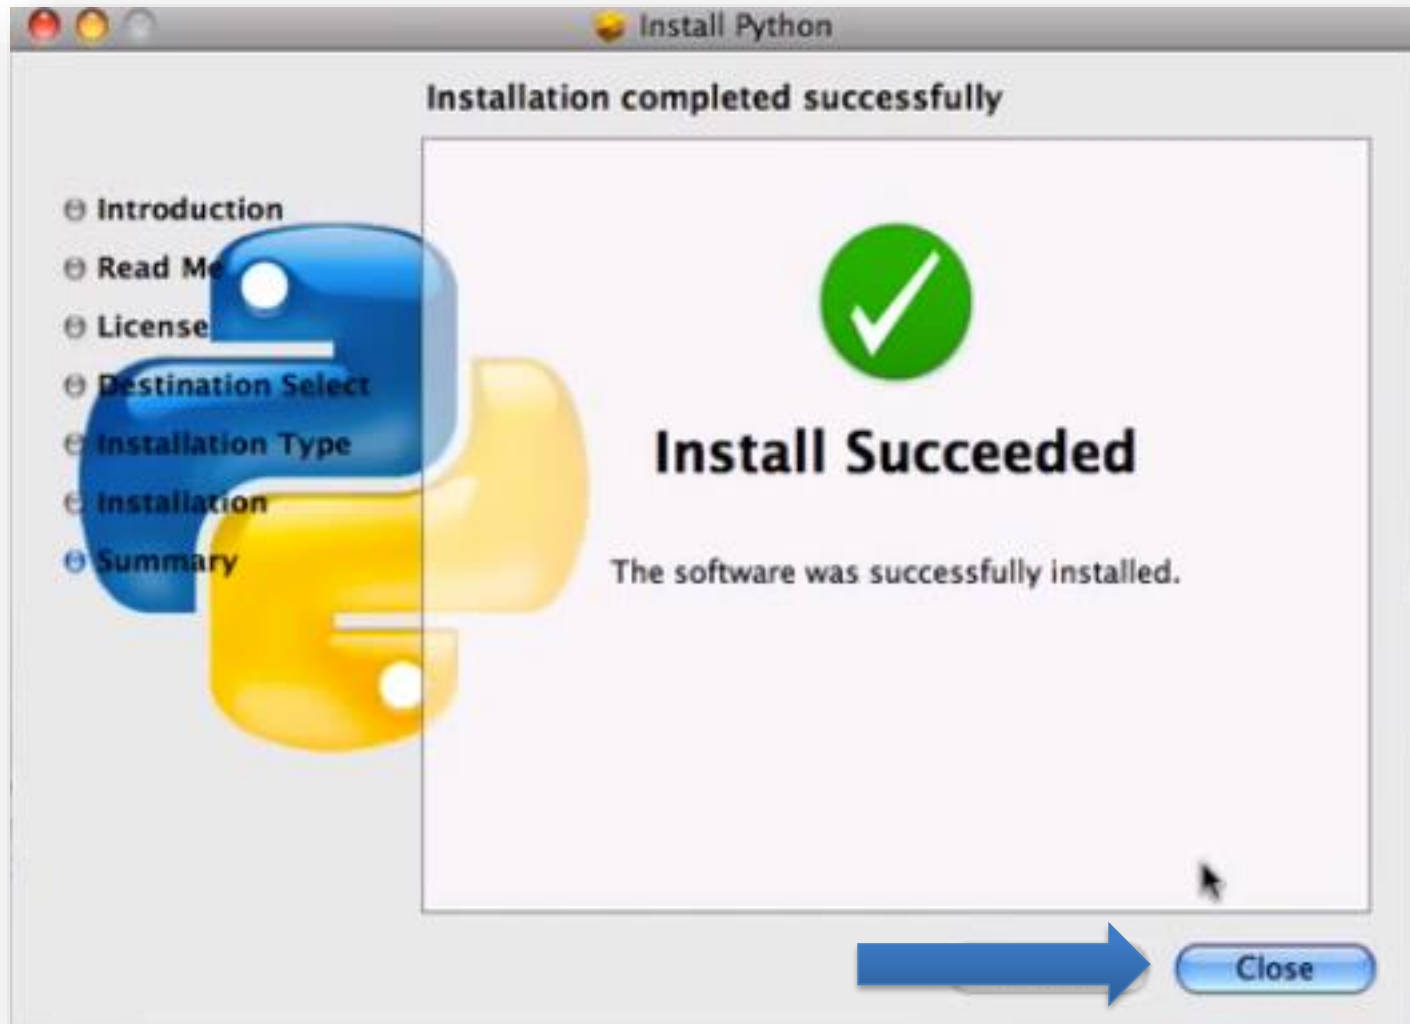 Install Python
Installation completed successfully
Introduction
Read Me
License
Destination Select
Installation Type
Installation
Summary
Install Succeeded
The software was successfully installed.
Close